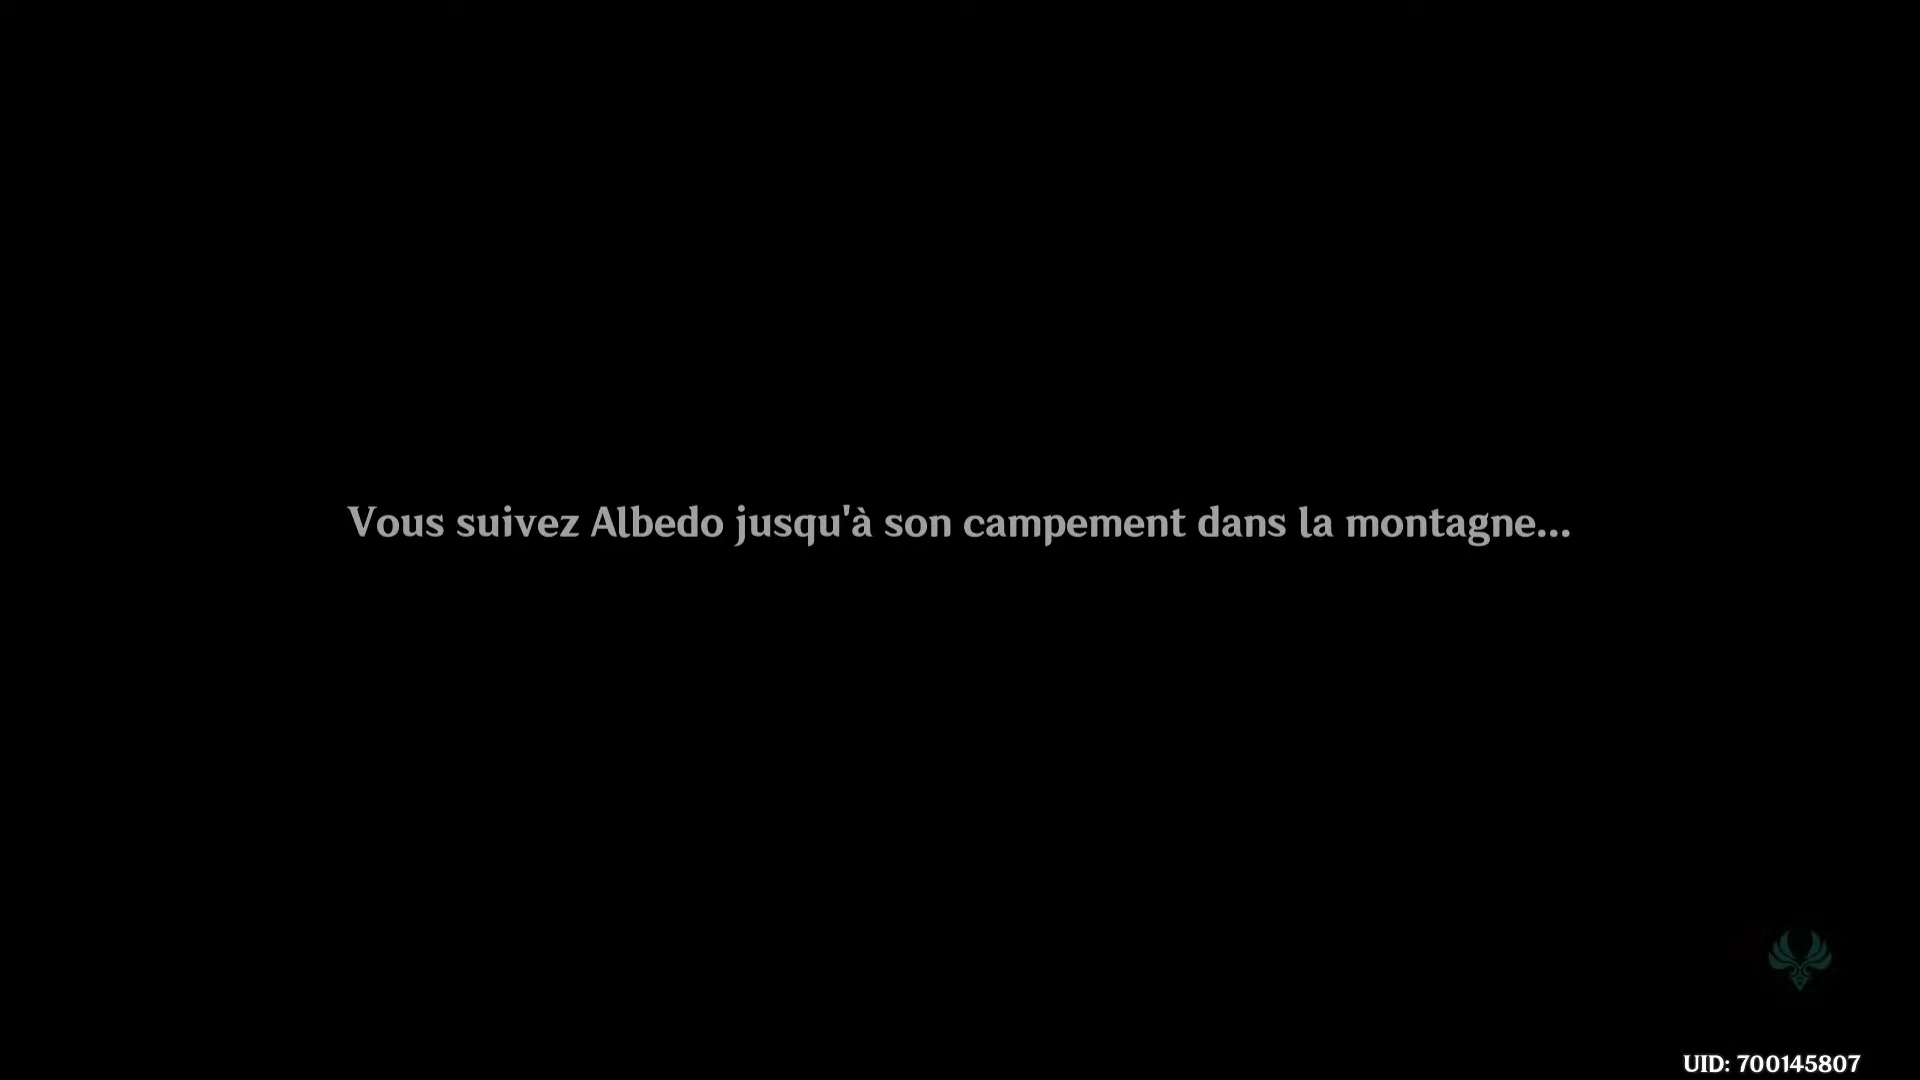 Vous suivez Albedo jusqu'à son campement dans la montagne...
UID: 700145807